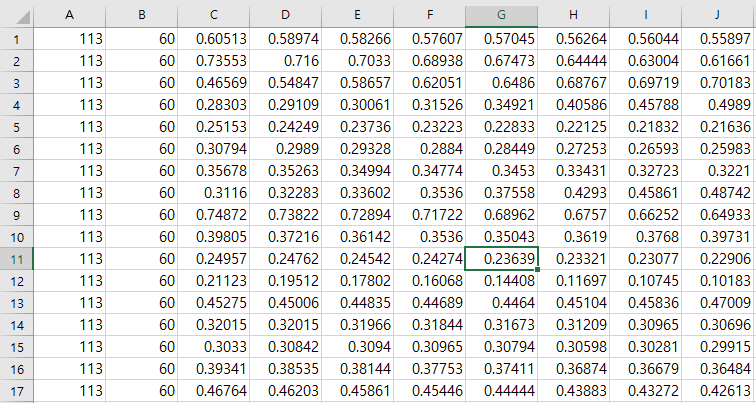 A B C D E F G H I J
1 113 60 0.60513 0.58974 0.58266 0.57607 0.57045 0.56264 0.56044 0.55897
2 113 60 0.73553 0.716 0.7033 0.68938 0.67473 0.64444 0.63004 0.61661
3 113 60 0.46569 0.54847 0.58657 0.62051 0.6486 0.68767 0.69719 0.70183
4 113 60 0.28303 0.29109 0.30061 0.31526 0.34921 0.40586 0.45788 0.4989
5 113 60 0.25153 0.24249 0.23736 0.23223 0.22833 0.22125 0.21832 0.21636
6 113 60 0.30794 0.2989 0.29328 0.2884 0.28449 0.27253 0.26593 0.25983
7 113 60 0.35678 0.35263 0.34994 0.34774 0.3453 0.33431 0.32723 0.3221
8 113 60 0.3116 0.32283 0.33602 0.3536 0.37558 0.4293 0.45861 0.48742
9 113 60 0.74872 0.73822 0.72894 0.71722 0.68962 0.6757 0.66252 0.64933
10 113 60 0.39805 0.37216 0.36142 0.3536 0.35043 0.3619 0.3768 0.39731
11 113 60 0.24957 0.24762 0.24542 0.24274 0.23639 0.23321 0.23077 0.22906
12 113 60 0.21123 0.19512 0.17802 0.16068 0.14408 0.11697 0.10745 0.10183
13 113 60 0.45275 0.45006 0.44835 0.44689 0.4464 0.45104 0.45836 0.47009
14 113 60 0.32015 0.32015 0.31966 0.31844 0.31673 0.31209 0.30965 0.30696
15 113 60 0.3033 0.30842 0.3094 0.30965 0.30794 0.30598 0.30281 0.29915
16 113 60 0.39341 0.38535 0.38144 0.37753 0.37411 0.36874 0.36679 0.36484
17 113 60 0.46764 0.46203 0.45861 0.45446 0.44444 0.43883 0.43272 0.42613